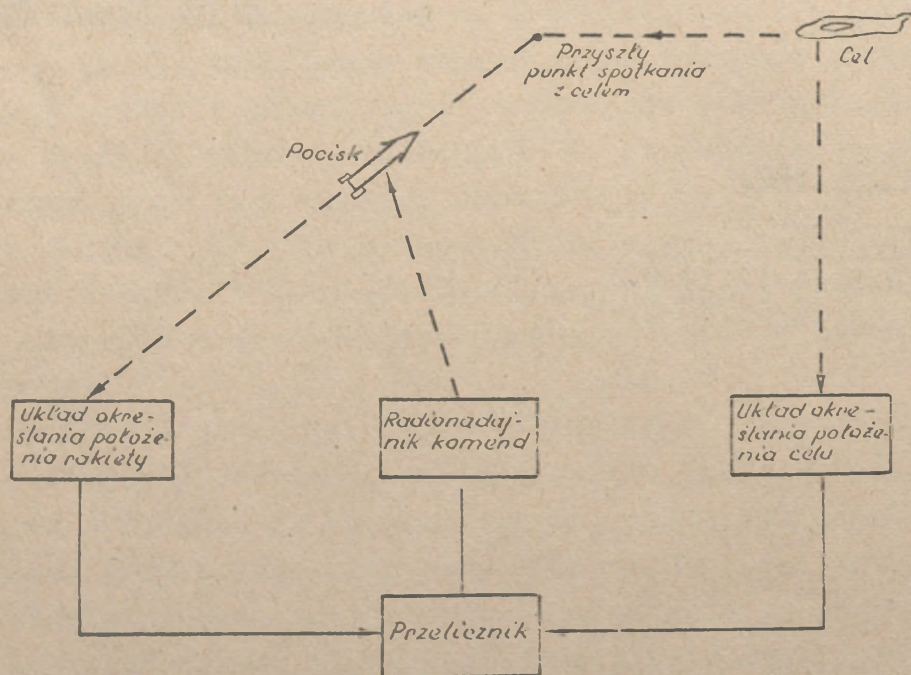 Cel
Przyszły
punkt spotkania
z celem
Pocisk
Układ okre-
ślania położe-
nia rakiety
Radionadaj-
nik komend
Układ okre-
ślania położe-
nia celu
Przelicznik